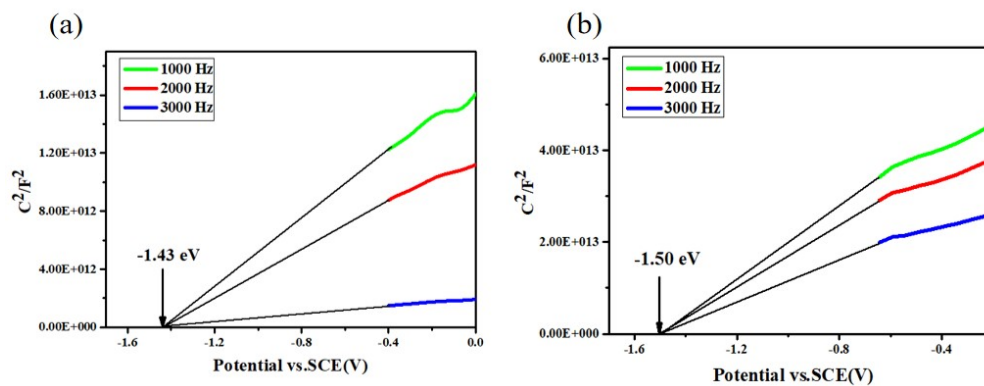 (a)
1000 Hz
2000 Hz
3000 Hz
1.60E+013
1.20E+013
8.00E+012
4.00E+012
0.00E+000
C²/F²
-1.43 eV
-1.6
-1.2
-0.8
-0.4
0.0
Potential vs.SCE(V)
(b)
1000 Hz
2000 Hz
3000 Hz
6.00E+013
4.00E+013
2.00E+013
0.00E+000
C²/F²
-1.50 eV
-1.6
-1.2
-0.8
-0.4
Potential vs.SCE(V)